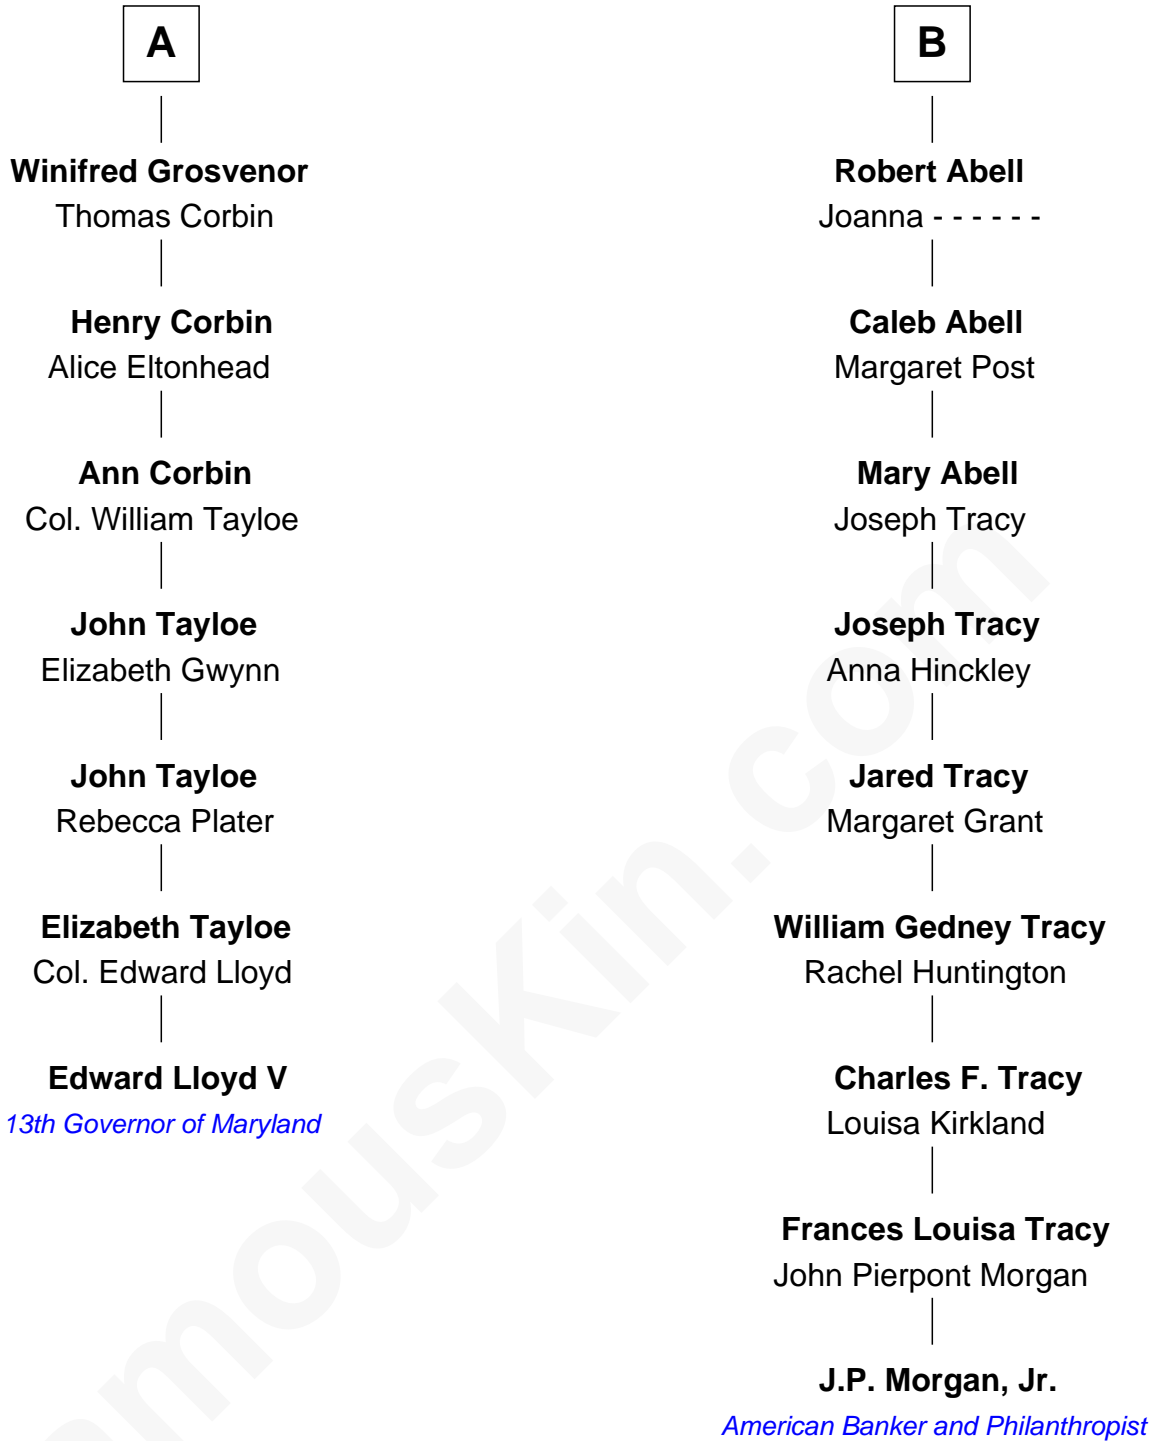 A
Winifred Grosvenor
Thomas Corbin
Henry Corbin
Alice Eltonhead
Ann Corbin
Col. William Tayloe
John Tayloe
Elizabeth Gwynn
John Tayloe
Rebecca Plater
Elizabeth Tayloe
Col. Edward Lloyd
Edward Lloyd V
13th Governor of Maryland
B
Robert Abell
Joanna - - - - - -
Caleb Abell
Margaret Post
Mary Abell
Joseph Tracy
Joseph Tracy
Anna Hinckley
Jared Tracy
Margaret Grant
William Gedney Tracy
Rachel Huntington
Charles F. Tracy
Louisa Kirkland
Frances Louisa Tracy
John Pierpont Morgan
J.P. Morgan, Jr.
American Banker and Philanthropist
amousKin.com